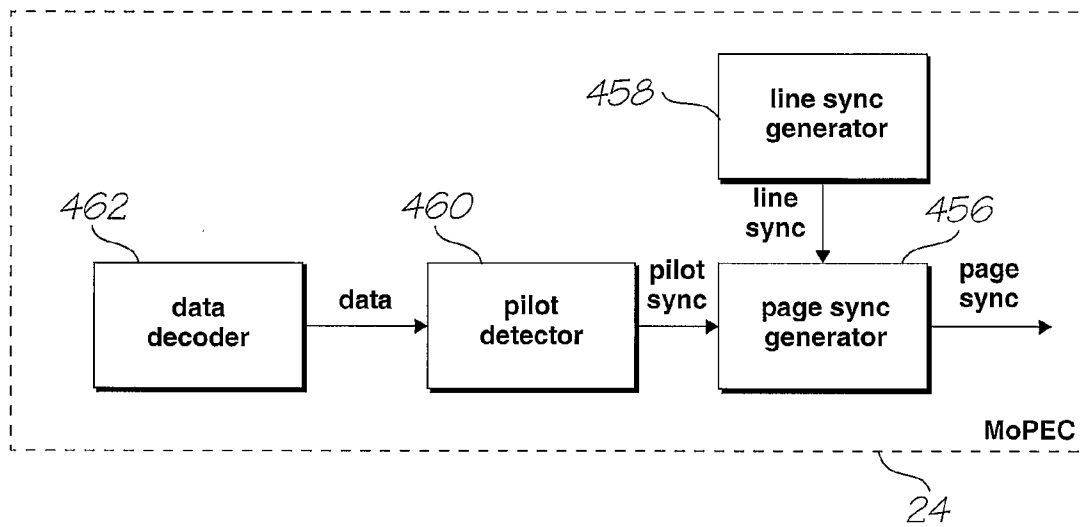 458
line sync
generator
462
460
line
sync
456
data
decoder
data
pilot
detector
pilot
sync
page sync
generator
page
sync
MoPEC
24